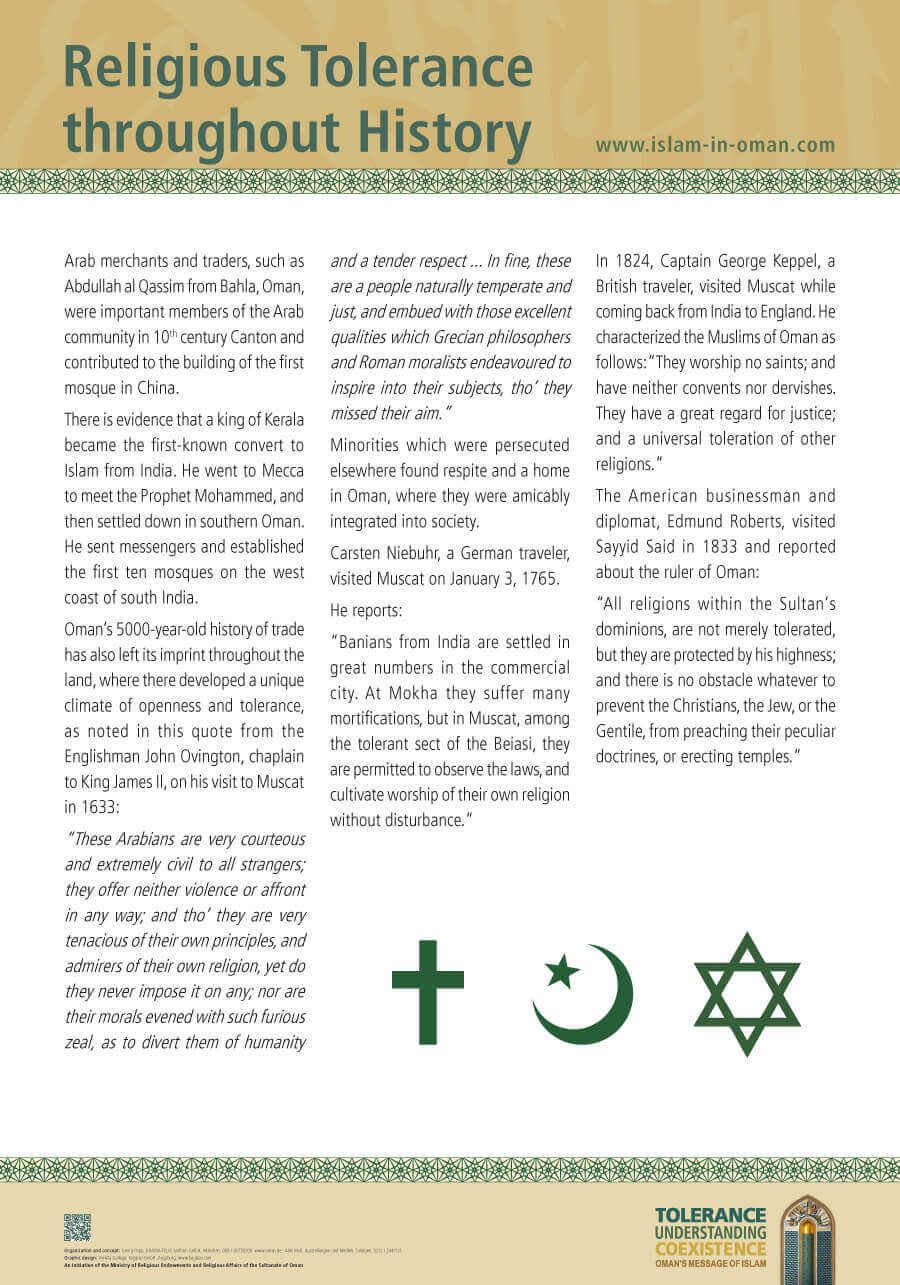 Religious Tolerance
throughout History
www.islam-in-oman.com
Arab merchants and traders, such as
Abdullah al Qassim from Bahla, Oman,
were important members of the Arab
community in 10th century Canton and
contributed to the building of the first
mosque in China.
There is evidence that a king of Kerala
became the first-known convert to
Islam from India. He went to Mecca
to meet the Prophet Mohammed, and
then settled down in southern Oman.
He sent messengers and established
the first ten mosques on the west
coast of south India.
Oman's 5000-year-old history of trade
has also left its imprint throughout the
land, where there developed a unique
climate of openness and tolerance,
as noted in this quote from the
Englishman John Ovington, chaplain
to King James II, on his visit to Muscat
in 1633:
“These Arabians are very courteous
and extremely civil to all strangers;
they offer neither violence or affront
in any way; and tho’ they are very
tenacious of their own principles, and
admirers of their own religion, yet do
they never impose it on any; nor are
their morals evened with such furious
zeal, as to divert them of humanity
and a tender respect ... In fine, these
are a people naturally temperate and
just, and embued with those excellent
qualities which Grecian philosophers
and Roman moralists endeavoured to
inspire into their subjects, tho’ they
missed their aim.”
Minorities which were persecuted
elsewhere found respite and a home
in Oman, where they were amicably
integrated into society.
Carsten Niebuhr, a German traveler,
visited Muscat on January 3, 1765.
He reports:
“Banians from India are settled in
great numbers in the commercial
city. At Mokha they suffer many
mortifications, but in Muscat, among
the tolerant sect of the Beiasi, they
are permitted to observe the laws, and
cultivate worship of their own religion
without disturbance.“
In 1824, Captain George Keppel, a
British traveler, visited Muscat while
coming back from India to England. He
characterized the Muslims of Oman as
follows: “They worship no saints; and
have neither convents nor dervishes.
They have a great regard for justice;
and a universal toleration of other
religions.“
The American businessman and
diplomat, Edmund Roberts, visited
Sayyid Said in 1833 and reported
about the ruler of Oman:
“All religions within the Sultan‘s
dominions, are not merely tolerated,
but they are protected by his highness;
and there is no obstacle whatever to
prevent the Christians, the Jew, or the
Gentile, from preaching their peculiar
doctrines, or erecting temples.“
Organisation and concept:
Graphic design:
An initiative of the Ministry of Religious Endowments and Religious Affairs of the Sultanate of Oman
TOLERANCE
UNDERSTANDING
COEXISTENCE
OMAN'S MESSAGE OF ISLAM